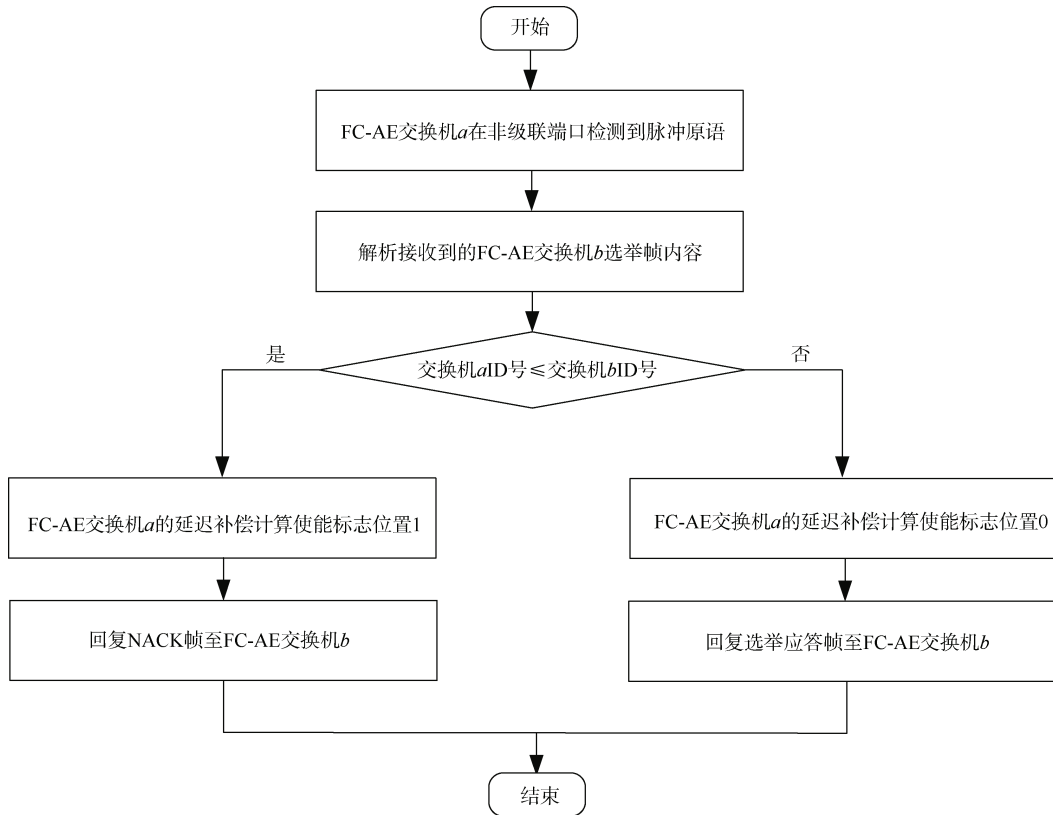 开始
FC-AE交换机a在非级联端口检测到脉冲原语
解析接收到的FC-AE交换机b选举帧内容
交换机aID号≤交换机bID号
是
否
FC-AE交换机a的延迟补偿计算使能标志位置1
FC-AE交换机a的延迟补偿计算使能标志位置0
回复NACK帧至FC-AE交换机b
回复选举应答帧至FC-AE交换机b
结束